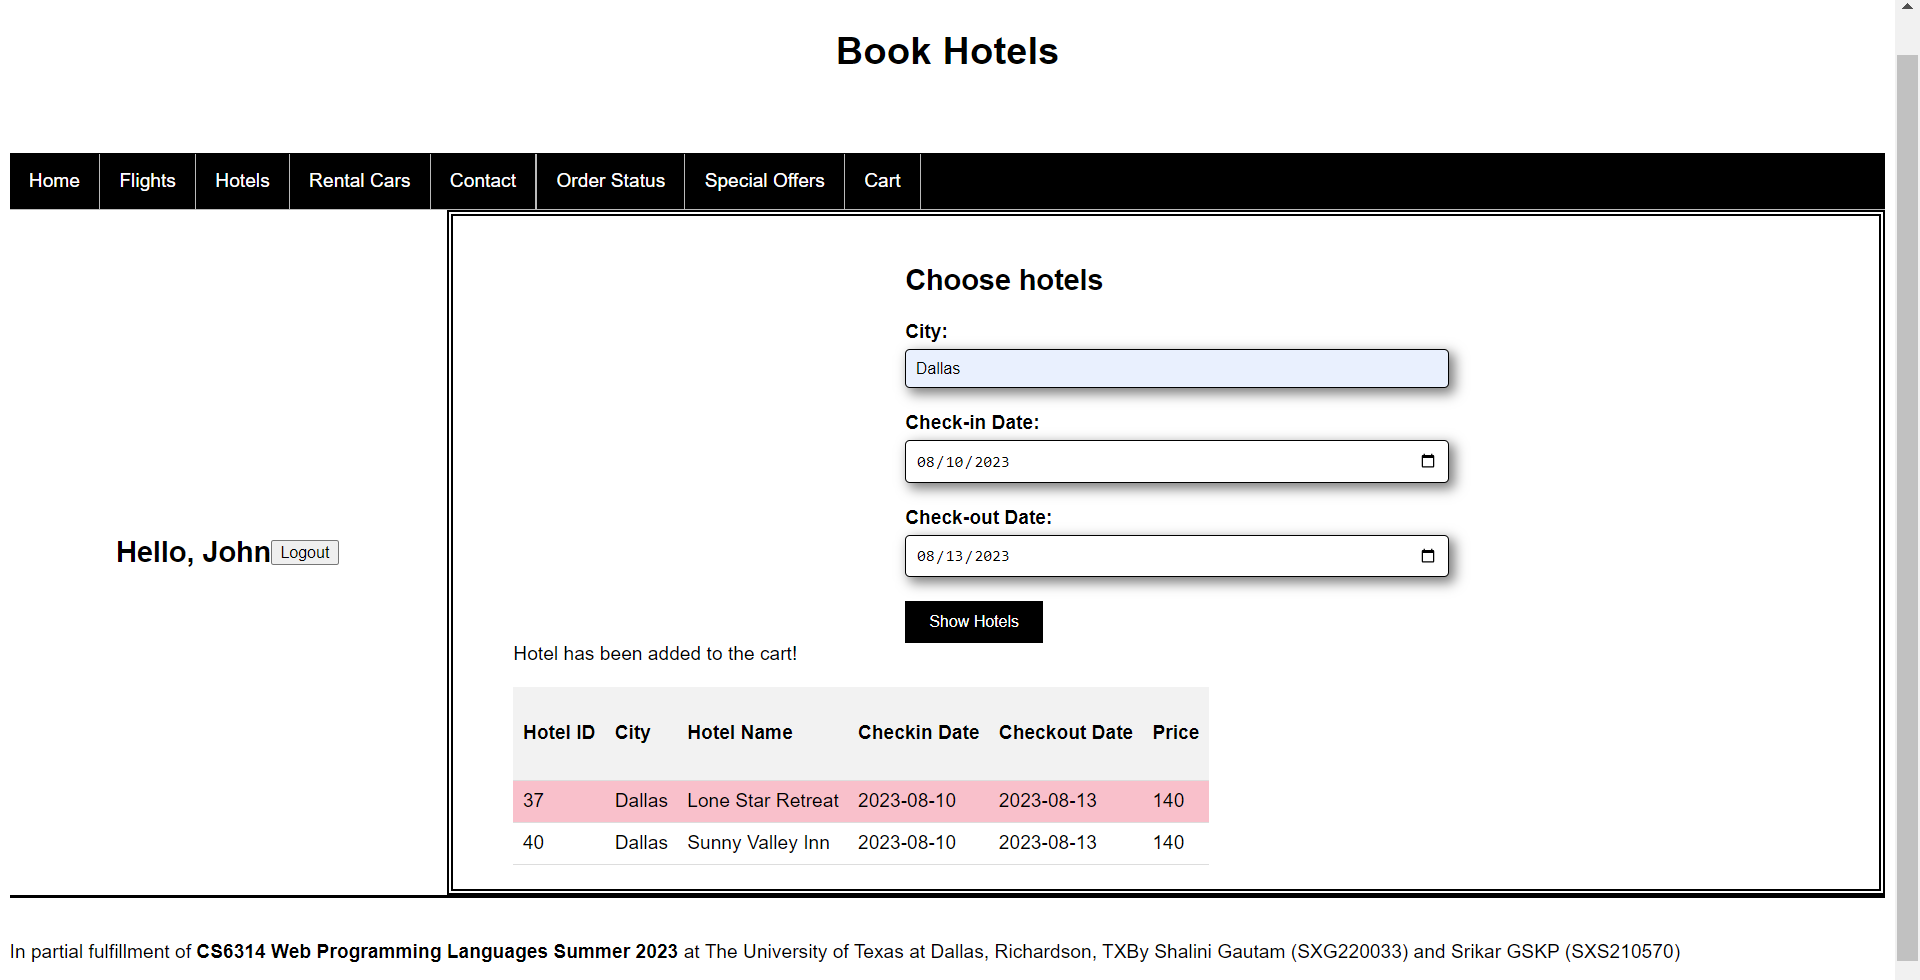 Book Hotels
Home Flights Hotels Rental Cars Contact Order Status Special Offers Cart
Choose hotels
City:
Dallas
Check-in Date:
08/10/2023
Check-out Date:
08/13/2023
Hello, John Logout
Show Hotels
Hotel has been added to the cart!
Hotel ID City Hotel Name Checkin Date Checkout Date Price
37 Dallas Lone Star Retreat 2023-08-10 2023-08-13 140
40 Dallas Sunny Valley Inn 2023-08-10 2023-08-13 140
In partial fulfillment of CS6314 Web Programming Languages Summer 2023 at The University of Texas at Dallas, Richardson, TXBy Shalini Gautam (SXG220033) and Srikar GSKP (SXS210570)